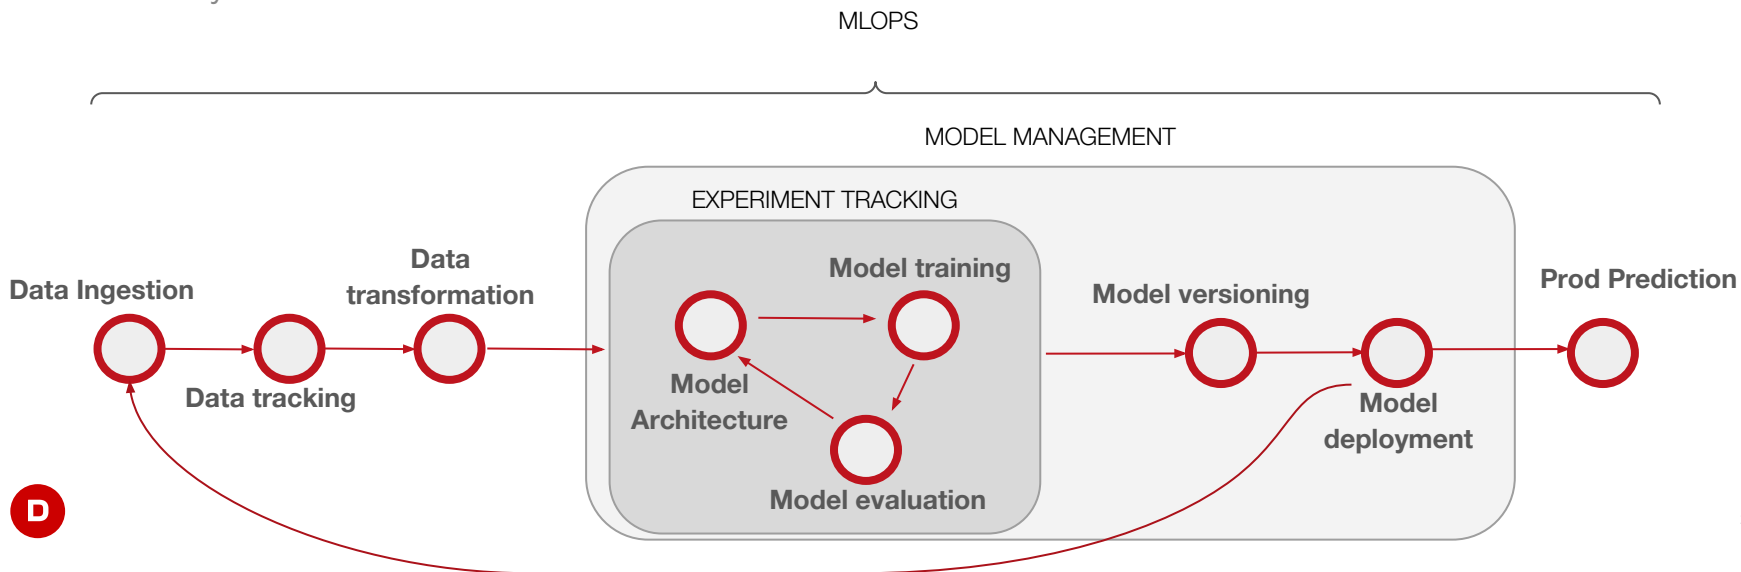 MLOPS
MODEL MANAGEMENT
EXPERIMENT TRACKING
Data Ingestion
Data tracking
Data
transformation
Model
Architecture
Model training
Model evaluation
Model versioning
Model
deployment
Prod Prediction
D